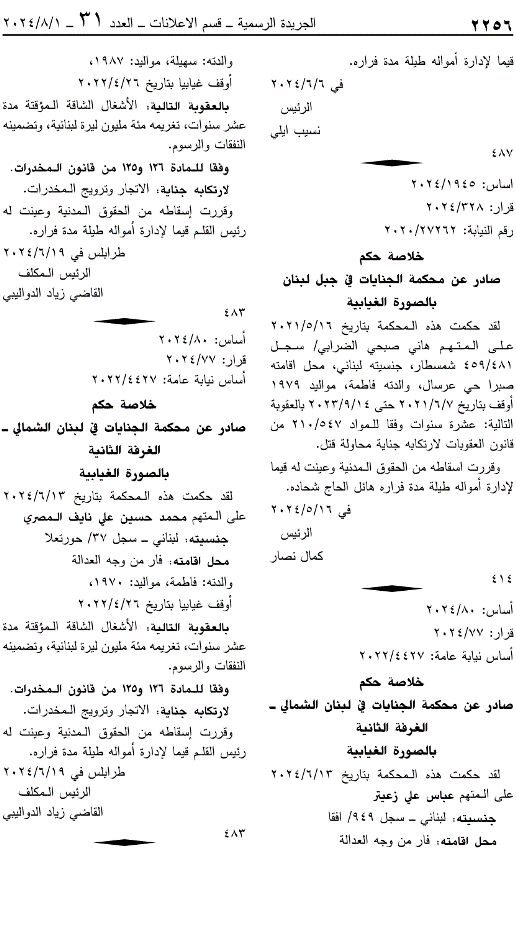 ٢٢٥٦
الجريدة الرسمية ـ قسم الاعلانات ـ العدد ٣١ ـ ٢٠٢٤/٨/١
قيما لإدارة أمواله طيلة مدة فراره.
في ٢٠٢٤/٦/٦
الرئيس
نسيب ايلي
٤٨٧
اساس: ٢٠٢٤/١٩٤٥
قرار: ٢٠٢٤/٣٢٨
رقم النيابة: ٢٠٢٠/٢٧٢٦٢
خلاصة حكم
صادر عن محكمة الجنايات في جبل لبنان
بالصورة الغيابية
لقد حكمت هذه المحكمة بتاريخ ٢٠٢١/٥/١٦
على المتهم هاني صبحي الضرابي/ سجل
٤٥٩/٤٨١ شمسطار، جنسيته لبناني، محل اقامته
صبرا حي عرسال، والدته فاطمة، مواليد ١٩٧٩
أوقف بتاريخ ٢٠٢١/٦/٧ حتى ٢٠٢٣/٩/١٤ بالعقوبة
التالية: عشرة سنوات وفقا للمواد ٢١٠/٥٤٧ من
قانون العقوبات لارتكابه جناية محاولة قتل.
وقررت اسقاطه من الحقوق المدنية وعينت له قيما
لإدارة أمواله طيلة مدة فراره هائل الحاج شحاده.
في ٢٠٢٤/٥/١٦
الرئيس
كمال نصار
٤١٤
أساس: ٢٠٢٤/٨٠
قرار: ٢٠٢٤/٧٧
أساس نيابة عامة: ٢٠٢٢/٤٤٢٧
خلاصة حكم
صادر عن محكمة الجنايات في لبنان الشمالي ـ
الغرفة الثانية
بالصورة الغيابية
لقد حكمت هذه المحكمة بتاريخ ٢٠٢٤/٦/١٣
على المتهم عباس علي زعيتر
جنسيته: لبناني ـ سجل ٩٤٩/ افقا
محل اقامته: فار من وجه العدالة
والدته: سهيلة، مواليد: ١٩٨٧،
أوقف غيابيا بتاريخ ٢٠٢٢/٤/٢٦
بالعقوبة التالية: الأشغال الشاقة المؤقتة مدة
عشر سنوات، تغريمه مئة مليون ليرة لبنانية، وتضمينه
النفقات والرسوم.
وفقا للمادة ١٢٦ و١٢٥ من قانون المخدرات.
لارتكابه جناية: الاتجار وترويج المخدرات.
وقررت إسقاطه من الحقوق المدنية وعينت له
رئيس القلم قيما لإدارة أمواله طيلة مدة فراره.
طرابلس في ٢٠٢٤/٦/١٩
الرئيس المكلف
القاضي زياد الدواليبي
٤٨٣
أساس: ٢٠٢٤/٨٠
قرار: ٢٠٢٤/٧٧
أساس نيابة عامة: ٢٠٢٢/٤٤٢٧
خلاصة حكم
صادر عن محكمة الجنايات في لبنان الشمالي ـ
الغرفة الثانية
بالصورة الغيابية
لقد حكمت هذه المحكمة بتاريخ ٢٠٢٤/٦/١٣
على المتهم محمد حسين علي نايف المصري
جنسيته: لبناني ـ سجل ٣٧/ حورتعلا
محل اقامته: فار من وجه العدالة
والدته: فاطمة، مواليد: ١٩٧٠،
أوقف غيابيا بتاريخ ٢٠٢٢/٤/٢٦
بالعقوبة التالية: الأشغال الشاقة المؤقتة مدة
عشر سنوات، تغريمه مئة مليون ليرة لبنانية، وتضمينه
النفقات والرسوم.
وفقا للمادة ١٢٦ و١٢٥ من قانون المخدرات.
لارتكابه جناية: الاتجار وترويج المخدرات.
وقررت إسقاطه من الحقوق المدنية وعينت له
رئيس القلم قيما لإدارة أمواله طيلة مدة فراره.
طرابلس في ٢٠٢٤/٦/١٩
الرئيس المكلف
القاضي زياد الدواليبي
٤٨٣